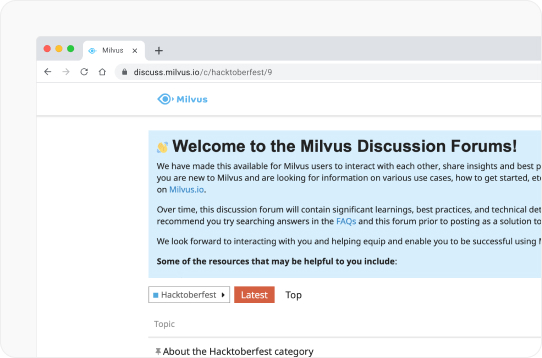 Milvus
discuss.milvus.io/c/hacktoberfest/9
Milvus
Welcome to the Milvus Discussion Forums!
We have made this available for Milvus users to interact with each other, share insights and best p
you are new to Milvus and are looking for information on various use cases, how to get started, etc
on Milvus.io.
Over time, this discussion forum will contain significant learnings, best practices, and technical det
recommend you try searching answers in the FAQs and this forum prior to posting as a solution to
We look forward to interacting with you and helping equip and enable you to be successful using
Some of the resources that may be helpful to you include:
Hacktoberfest Latest Top
Topic
About the Hacktoberfest category